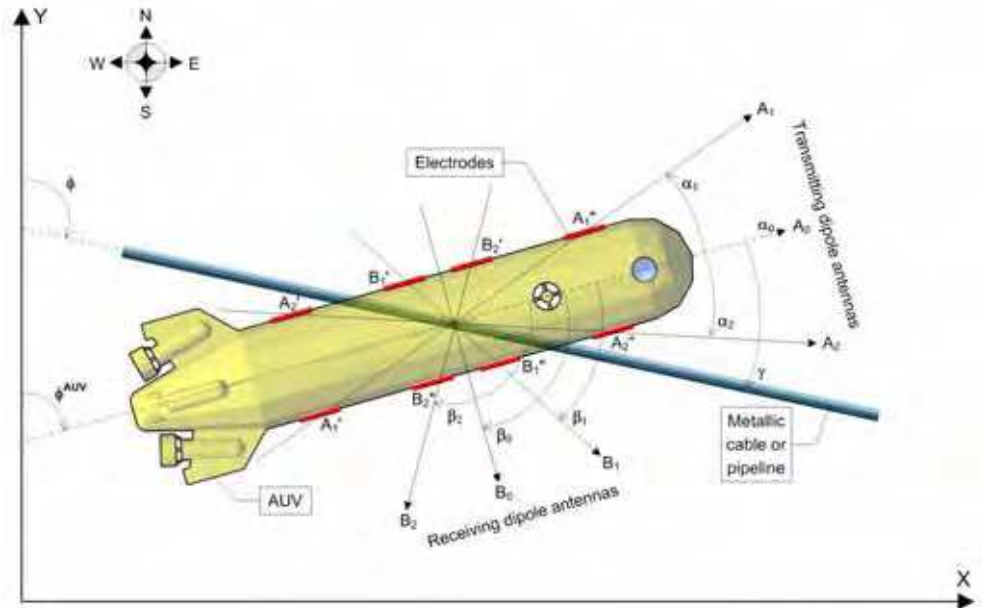 Y
N
W
E
S
A₁
Transmitting dipole antennas
Electrodes
α₁
ϕ
A₁"
α₀
A₀
B₂'
B₁'
A₂'
α₂
A₂"
A₂
B₁"
γ
ϕᴬᵁⱽ
B₂"
β₂
β₁
A₁'
β₀
Metallic
cable or
pipeline
B₁
AUV
B₀
B₂
Receiving dipole antennas
X